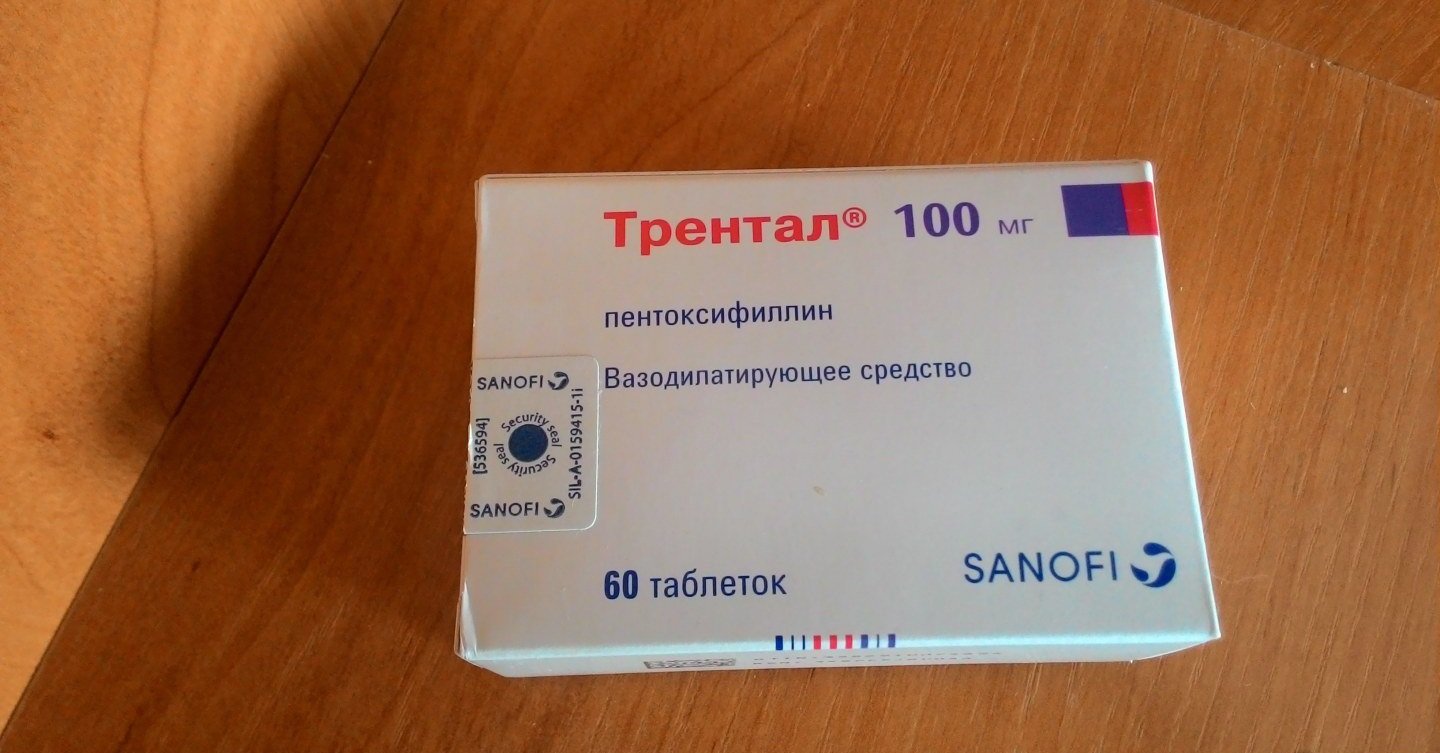 Трентал® 100 мг
пентоксифиллин
Вазодилатирующее средство
SANOFI
Security seal
Security seal
[536594]
SIL-A-0159415-1i
SANOFI
60 таблеток
SANOFI